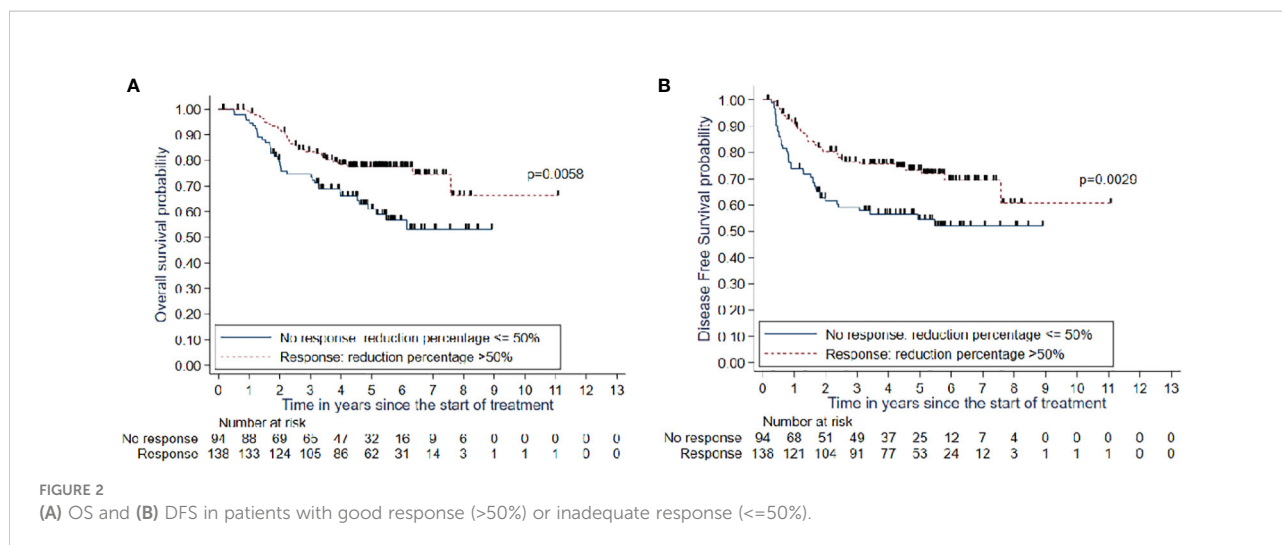 A
1.00
0.90
0.80
0.70
0.60
0.50
0.40
0.30
0.20
0.10
0.00
Overall survival probability
p=0.0058
No response: reduction percentage <= 50%
Response: reduction percentage >50%
0 1 2 3 4 5 6 7 8 9 10 11 12 13
Time in years since the start of treatment
Number at risk
No response 94 88 69 65 47 32 16 9 6 0 0 0 0 0
Response 138 133 124 105 86 62 31 14 3 1 1 1 0 0
B
1.00
0.90
0.80
0.70
0.60
0.50
0.40
0.30
0.20
0.10
0.00
Disease Free Survival probability
p=0.0029
No response: reduction percentage <= 50%
Response: reduction percentage >50%
0 1 2 3 4 5 6 7 8 9 10 11 12 13
Time in years since the start of treatment
Number at risk
No response 94 68 51 49 37 25 12 7 4 0 0 0 0 0
Response 138 121 104 91 77 53 24 12 3 1 1 1 0 0
FIGURE 2
(A) OS and (B) DFS in patients with good response (>50%) or inadequate response (<=50%).